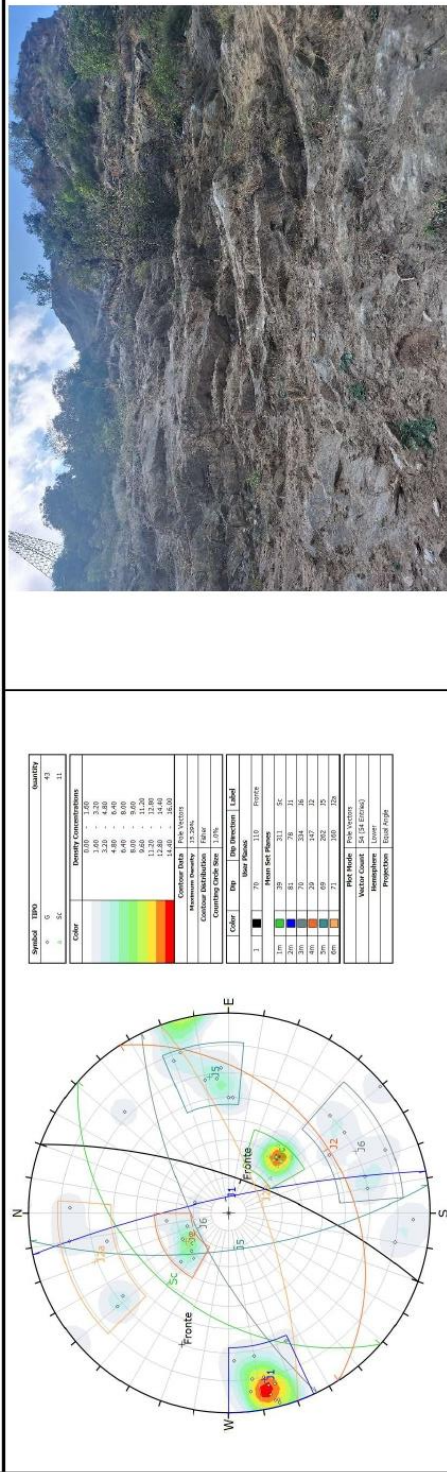 Symbol TIPO Quantity
G 43
Sc 11
Color Density Concentrations
0.00 - 1.60
1.60 - 3.20
3.20 - 4.80
4.80 - 6.40
6.40 - 8.00
8.00 - 9.60
9.60 - 11.20
11.20 - 12.80
12.80 - 14.40
14.40 - 16.00
Contour Data Pole Vectors
Maximum Density 15.29%
Contour Distribution Fisher
Counting Circle Size 1.0%
Color Dip Dip Direction Label
User Planes
1 70 110 Fronte
Mean Set Planes
1m 39 311 Sc
2m 81 78 J1
3m 70 334 J6
4m 29 147 J2
5m 69 262 J5
6m 71 160 J2a
Plot Mode Pole Vectors
Vector Count 54 (54 Entries)
Hemisphere Lower
Projection Equal Angle
N
E
S
W
J2a
J5
Sc
J2
J6
Fronte
J1
J5
Fronte
J1
J2
J6